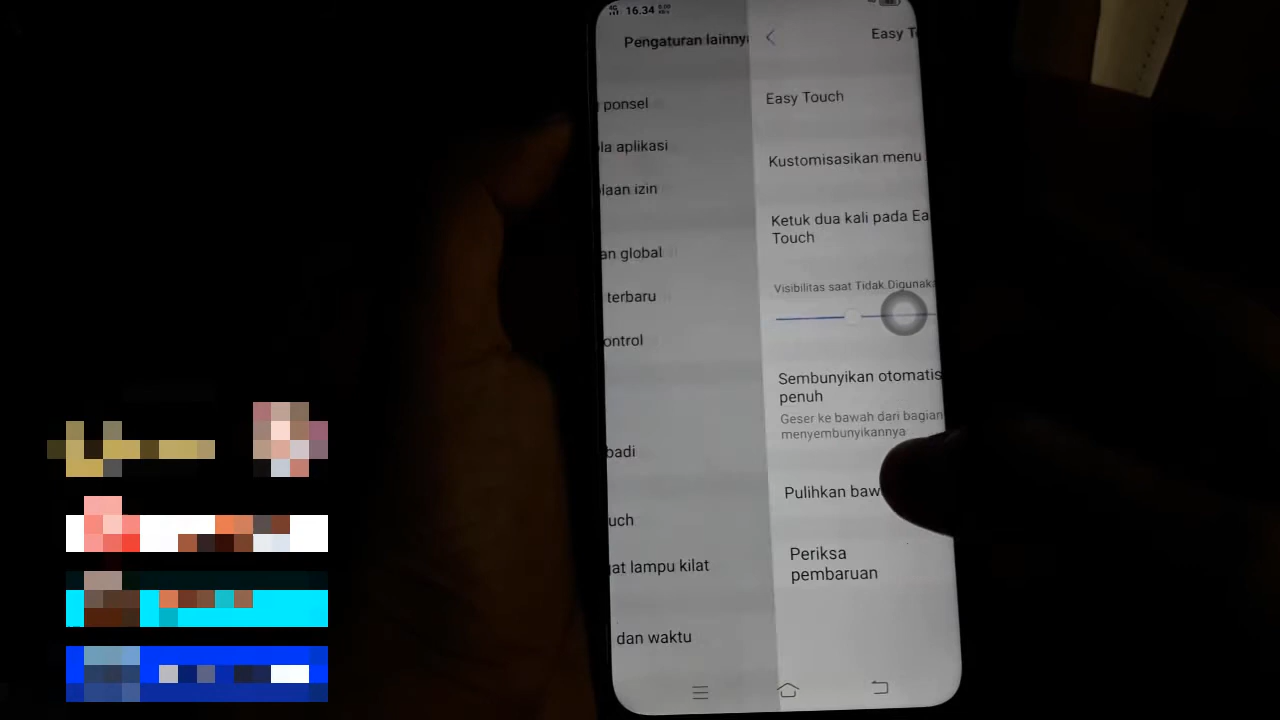 16.34
Pengaturan lainny
ponsel
la aplikasi
laan izin
an global
terbaru
ontrol
badi
uch
at lampu kilat
dan waktu
Easy T
Easy Touch
Kustomisasikan menu
Ketuk dua kali pada Ea
Touch
Visibilitas saat Tidak Digunaka
Sembunyikan otomatis
penuh
Geser ke bawah dari bagian
menyembunyikannya
Pulihkan baw
Periksa
pembaruan